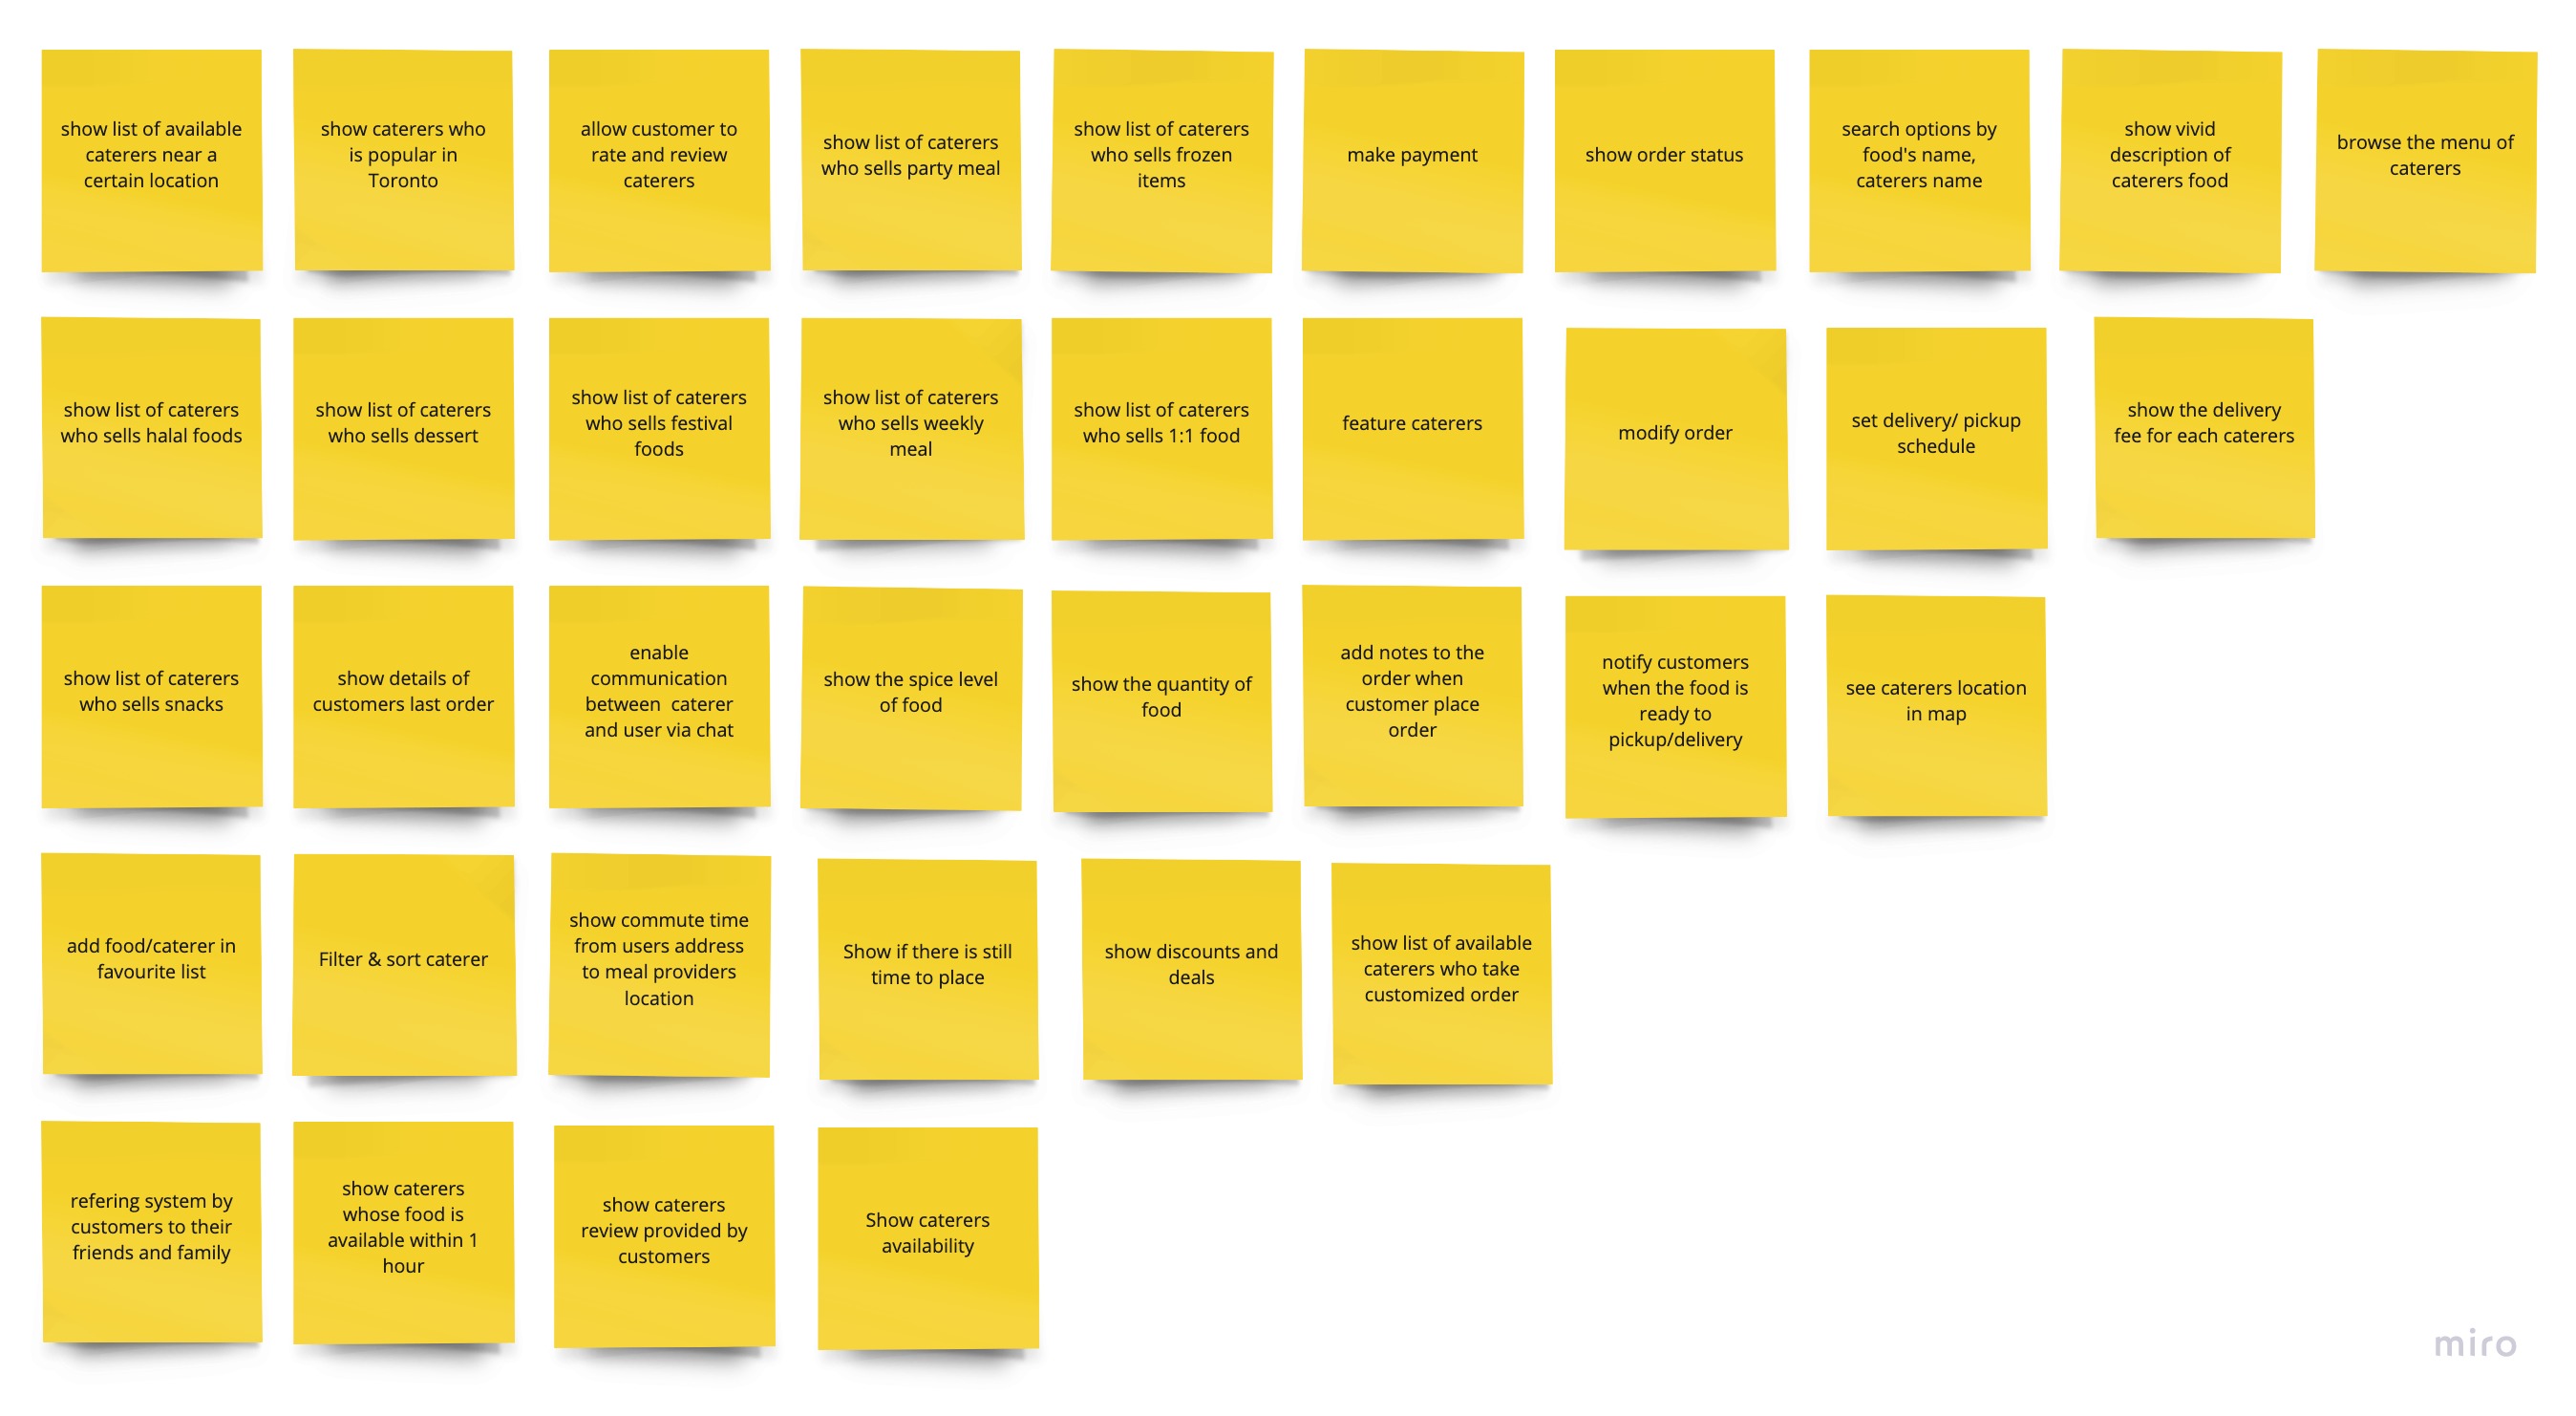 show list of available
caterers near a
certain location
show caterers who
is popular in
Toronto
allow customer to
rate and review
caterers
show list of caterers
who sells party meal
show list of caterers
who sells frozen
items
make payment
show order status
search options by
food's name,
caterers name
show vivid
description of
caterers food
browse the menu of
caterers
show list of caterers
who sells halal foods
show list of caterers
who sells dessert
show list of caterers
who sells festival
foods
show list of caterers
who sells weekly
meal
show list of caterers
who sells 1:1 food
feature caterers
modify order
set delivery/ pickup
schedule
show the delivery
fee for each caterers
show list of caterers
who sells snacks
show details of
customers last order
enable
communication
between  caterer
and user via chat
show the spice level
of food
show the quantity of
food
add notes to the
order when
customer place
order
notify customers
when the food is
ready to
pickup/delivery
see caterers location
in map
add food/caterer in
favourite list
Filter & sort caterer
show commute time
from users address
to meal providers
location
Show if there is still
time to place
show discounts and
deals
show list of available
caterers who take
customized order
refering system by
customers to their
friends and family
show caterers
whose food is
available within 1
hour
show caterers
review provided by
customers
Show caterers
availability
miro